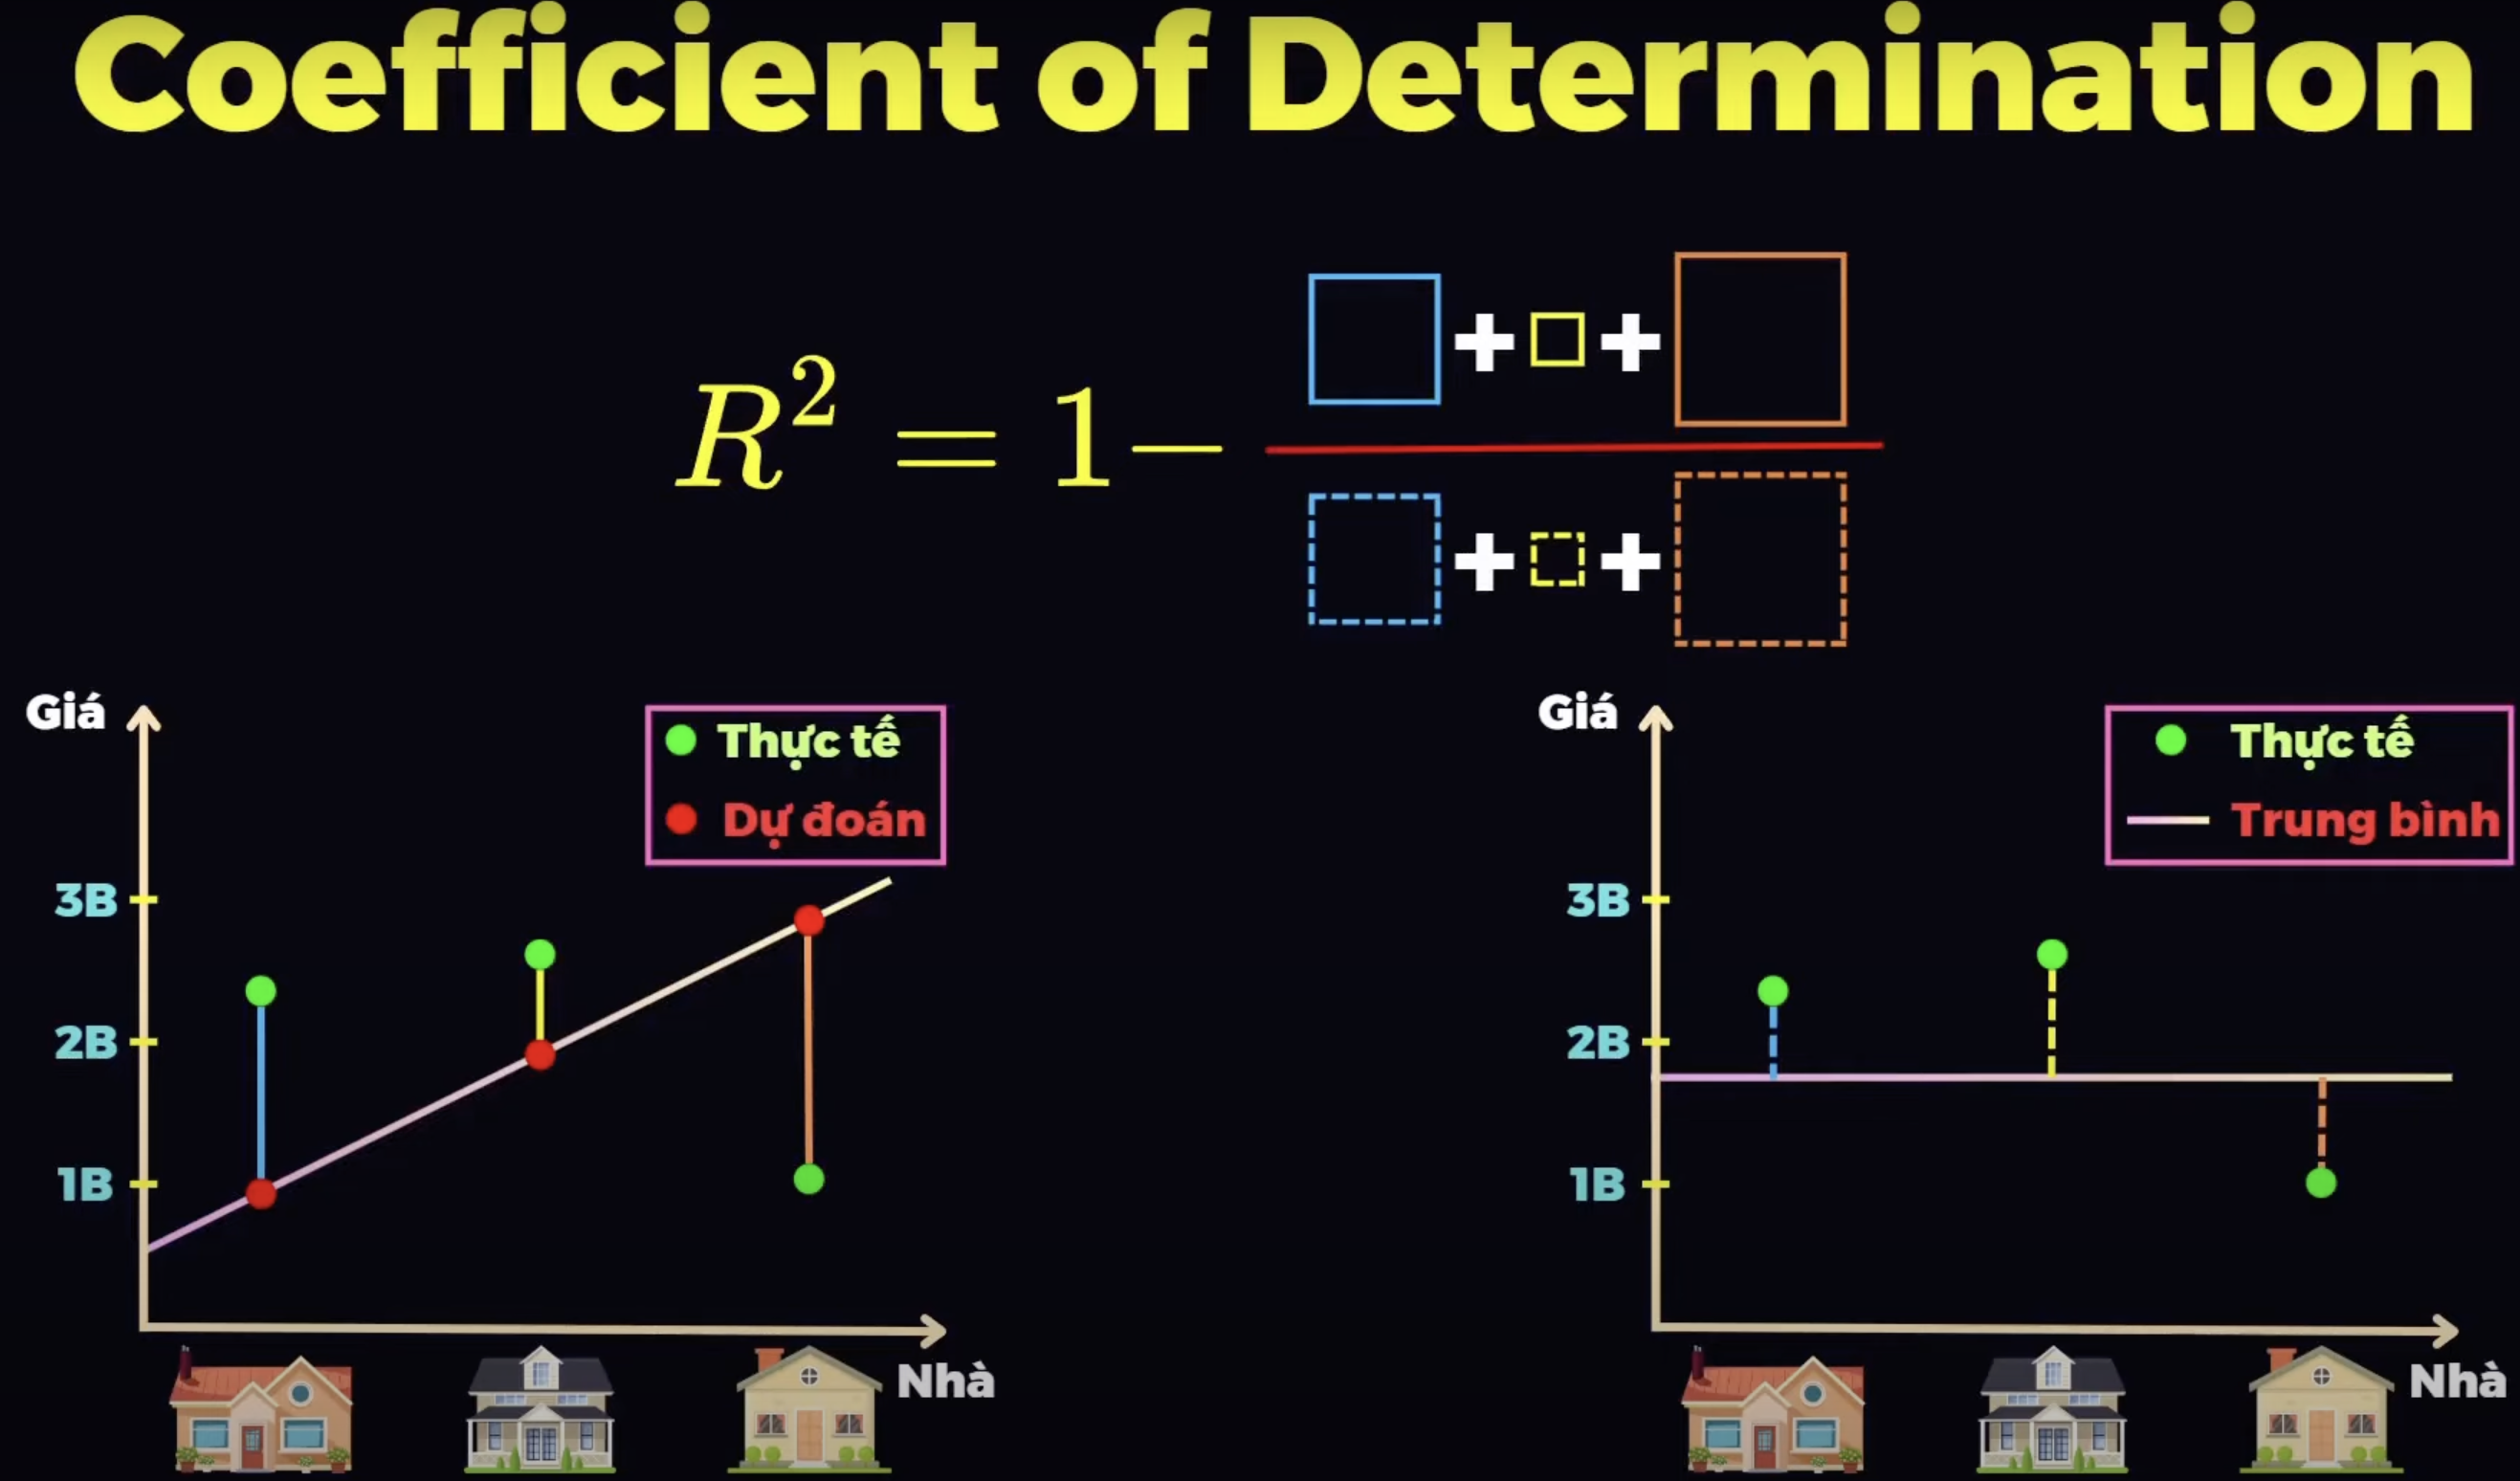 Coefficient of Determination
R² = 1 −
+ +
+ +
Giá
Thực tế
Dự đoán
3B
2B
1B
Nhà
Giá
Thực tế
Trung bình
3B
2B
1B
Nhà